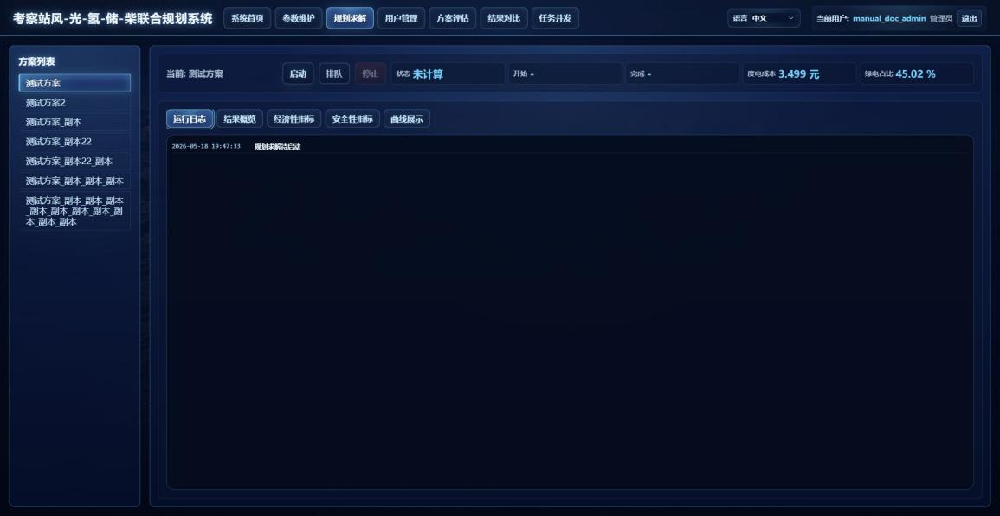 考察站风-光-氢-储-柴联合规划系统 系统首页 参数维护 规划求解 用户管理 方案评估 结果对比 任务并发 语言 中文 当前用户: manual_doc_admin 管理员 退出
方案列表
测试方案
测试方案2
测试方案_副本
测试方案_副本22
测试方案_副本22_副本
测试方案_副本_副本_副本
测试方案_副本_副本_副本
_副本_副本_副本_副本_副
本_副本_副本
当前: 测试方案 启动 排队 停止 状态 未计算 开始 - 完成 - 度电成本 3.499 元 绿电占比 45.02 %
运行日志 结果概览 经济性指标 安全性指标 曲线展示
2026-05-18 19:47:33 规划求解待启动